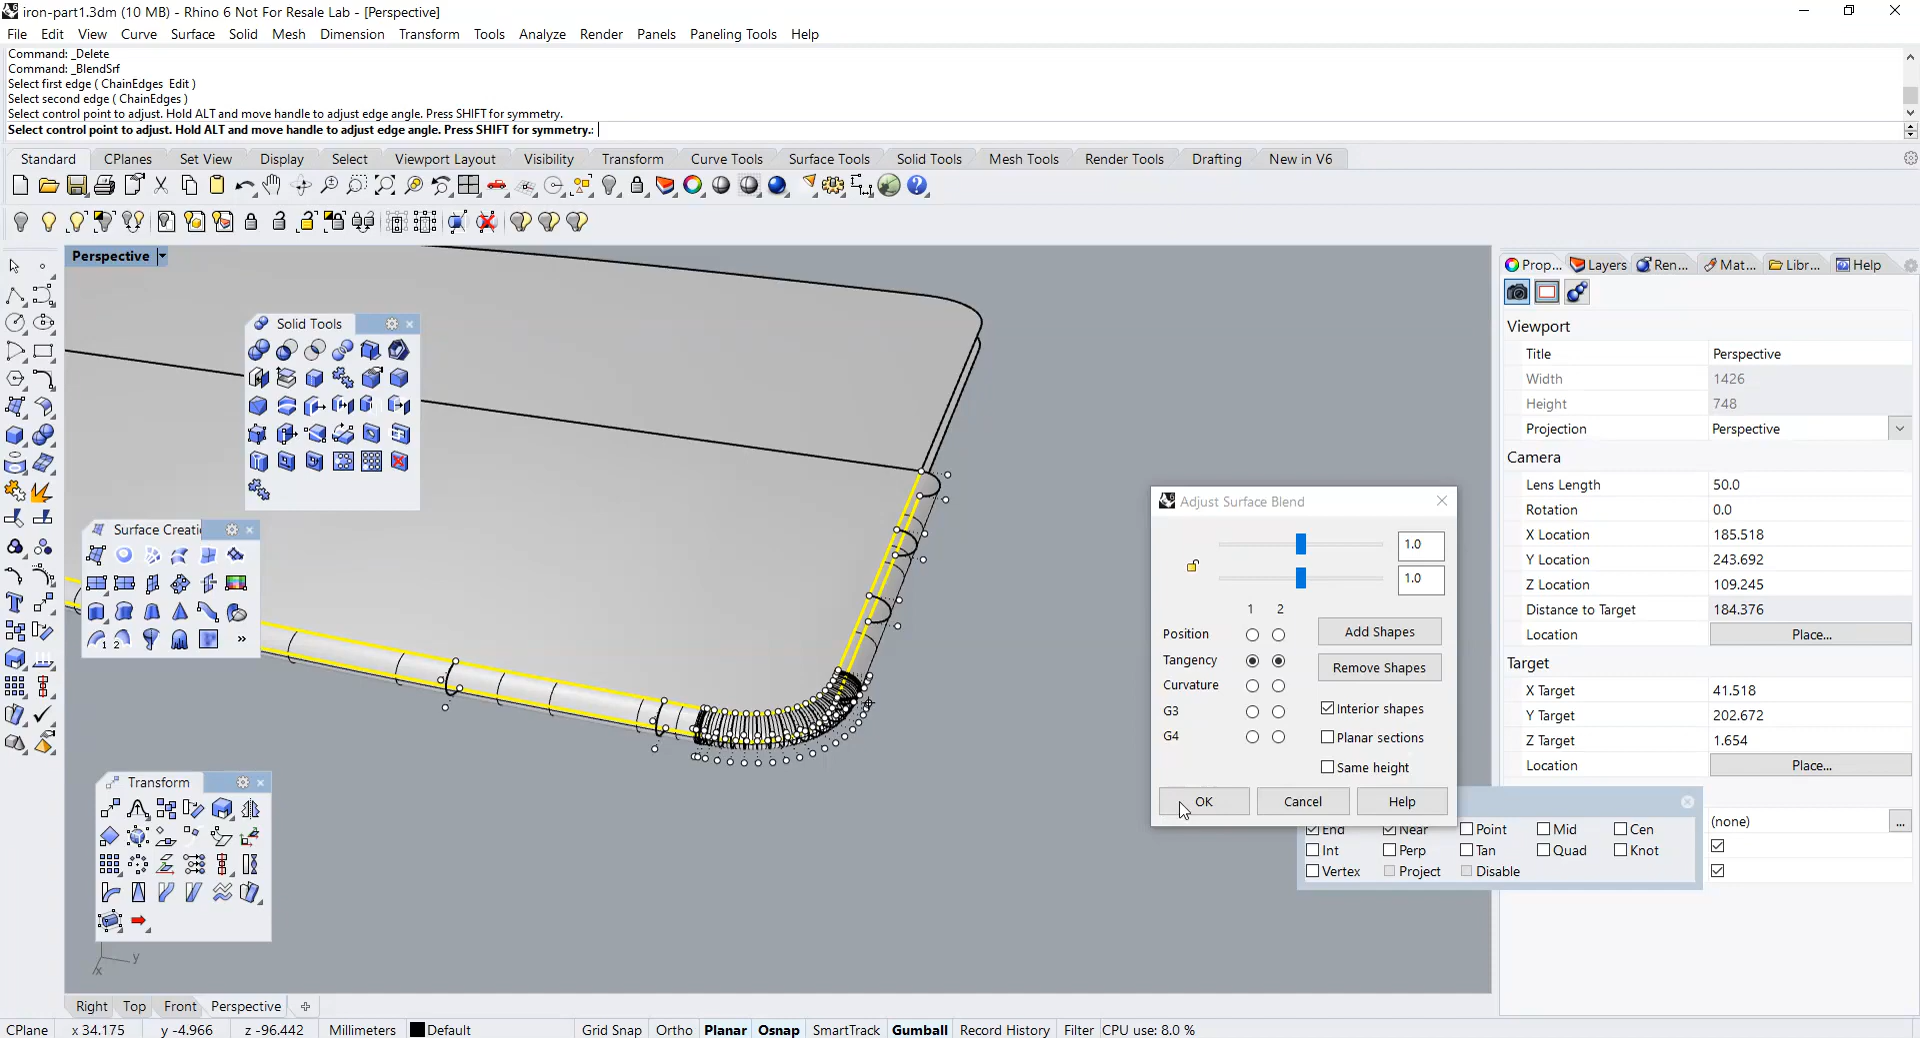 iron-part1.3dm (10 MB) - Rhino 6 Not For Resale Lab - [Perspective]
File Edit View Curve Surface Solid Mesh Dimension Transform Tools Analyze Render Panels Paneling Tools Help
Command: _Delete
Command: _BlendSrf
Select first edge ( ChainEdges Edit )
Select second edge ( ChainEdges )
Select control point to adjust. Hold ALT and move handle to adjust edge angle. Press SHIFT for symmetry.
Select control point to adjust. Hold ALT and move handle to adjust edge angle. Press SHIFT for symmetry.:
Standard CPlanes Set View Display Select Viewport Layout Visibility Transform Curve Tools Surface Tools Solid Tools Mesh Tools Render Tools Drafting New in V6
Perspective
Prop... Layers Ren... Mat... Libr... Help
Solid Tools
Surface Creati
Transform
x y
Adjust Surface Blend
1.0
1.0
1 2
Position
Tangency
Curvature
G3
G4
Add Shapes
Remove Shapes
Interior shapes
Planar sections
Same height
OK Cancel Help
End Near Point Mid Cen
Int Perp Tan Quad Knot
Vertex Project Disable
Viewport
Title Perspective
Width 1426
Height 748
Projection Perspective
Camera
Lens Length 50.0
Rotation 0.0
X Location 185.518
Y Location 243.692
Z Location 109.245
Distance to Target 184.376
Location Place...
Target
X Target 41.518
Y Target 202.672
Z Target 1.654
Location Place...
(none) ...
Right Top Front Perspective
CPlane x 34.175 y -4.966 z -96.442 Millimeters Default Grid Snap Ortho Planar Osnap SmartTrack Gumball Record History Filter CPU use: 8.0 %